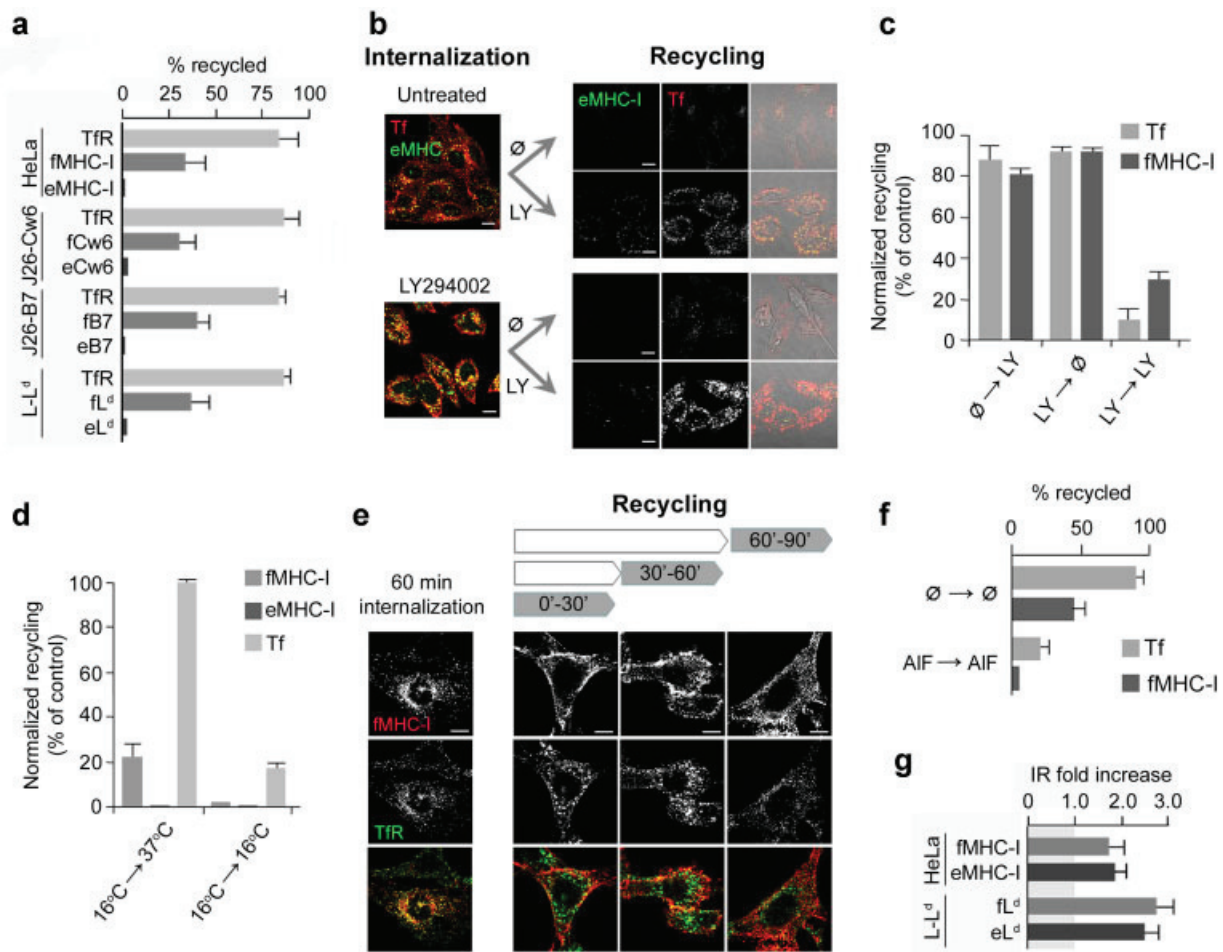 a
% recycled
0 25 50 75 100
HeLa
TfR
fMHC-I
eMHC-I
J26-Cw6
TfR
fCw6
eCw6
J26-B7
TfR
fB7
eB7
L-Lᵈ
TfR
fLᵈ
eLᵈ
b
Internalization
Recycling
Untreated
Tf
eMHC
Ø
LY
eMHC-I
Tf
LY294002
Ø
LY
c
Normalized recycling
(% of control)
100
80
60
40
20
0
Tf
fMHC-I
Ø → LY
LY → Ø
LY → LY
d
Normalized recycling
(% of control)
100
80
60
40
20
0
fMHC-I
eMHC-I
Tf
16ºC → 37ºC
16ºC → 16ºC
e
Recycling
60'-90'
30'-60'
0'-30'
60 min
internalization
fMHC-I
TfR
f
% recycled
0 50 100
Ø → Ø
AlF → AlF
Tf
fMHC-I
g
IR fold increase
0 1.0 2.0 3.0
HeLa
fMHC-I
eMHC-I
L-Lᵈ
fLᵈ
eLᵈ